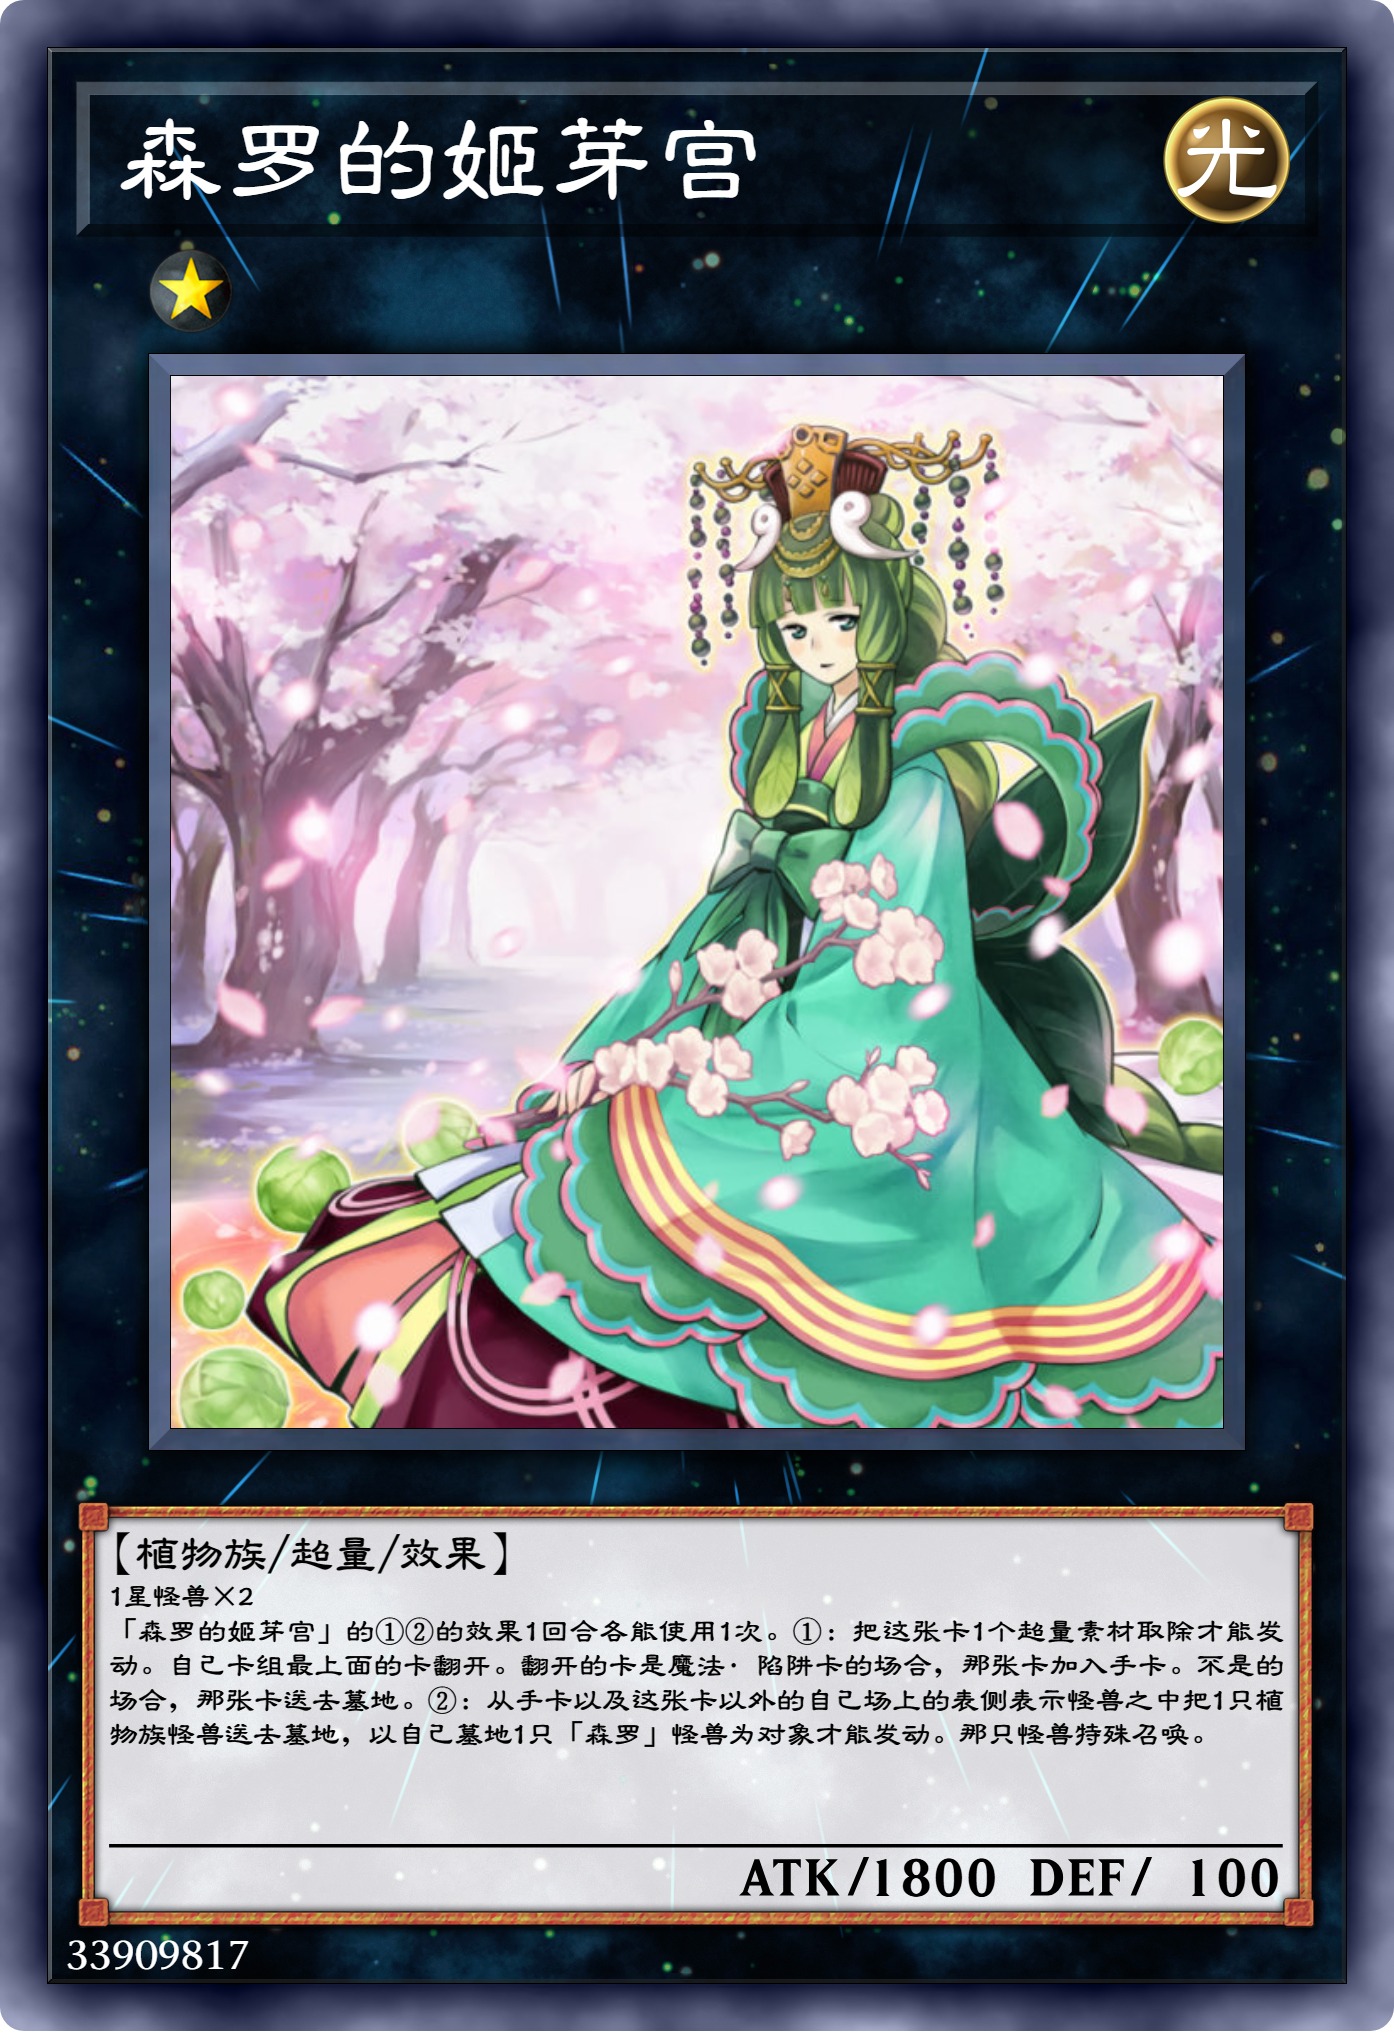 森罗的姬芽宫
光
【植物族/超量/效果】
1星怪兽×2
「森罗的姬芽宫」的①②的效果1回合各能使用1次。①：把这张卡1个超量素材取除才能发
动。自己卡组最上面的卡翻开。翻开的卡是魔法·陷阱卡的场合，那张卡加入手卡。不是的
场合，那张卡送去墓地。②：从手卡以及这张卡以外的自己场上的表侧表示怪兽之中把1只植
物族怪兽送去墓地，以自己墓地1只「森罗」怪兽为对象才能发动。那只怪兽特殊召唤。
ATK/1800 DEF/ 100
33909817